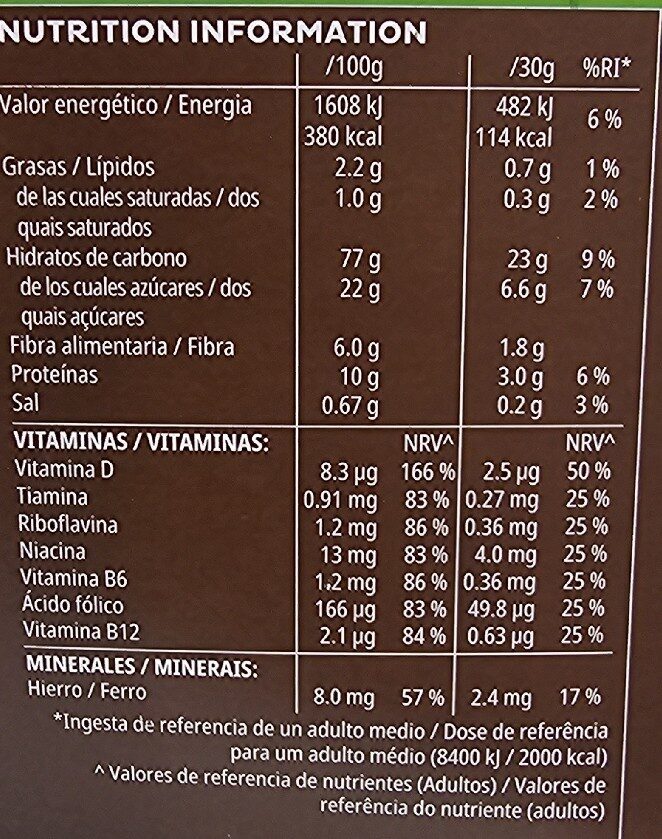 NUTRITION INFORMATION
/100g /30g %RI*
Valor energético / Energia 1608 kJ 482 kJ 6 %
380 kcal 114 kcal
Grasas / Lípidos 2.2 g 0.7 g 1 %
de las cuales saturadas / dos 1.0 g 0.3 g 2 %
quais saturados
Hidratos de carbono 77 g 23 g 9 %
de los cuales azúcares / dos 22 g 6.6 g 7 %
quais açúcares
Fibra alimentaria / Fibra 6.0 g 1.8 g
Proteínas 10 g 3.0 g 6 %
Sal 0.67 g 0.2 g 3 %
VITAMINAS / VITAMINAS: NRV^ NRV^
Vitamina D 8.3 µg 166 % 2.5 µg 50 %
Tiamina 0.91 mg 83 % 0.27 mg 25 %
Riboflavina 1.2 mg 86 % 0.36 mg 25 %
Niacina 13 mg 83 % 4.0 mg 25 %
Vitamina B6 1.2 mg 86 % 0.36 mg 25 %
Ácido fólico 166 µg 83 % 49.8 µg 25 %
Vitamina B12 2.1 µg 84 % 0.63 µg 25 %
MINERALES / MINERAIS:
Hierro / Ferro 8.0 mg 57 % 2.4 mg 17 %
*Ingesta de referencia de un adulto medio / Dose de referência
para um adulto médio (8400 kJ / 2000 kcal)
^ Valores de referencia de nutrientes (Adultos) / Valores de
referência do nutriente (adultos)